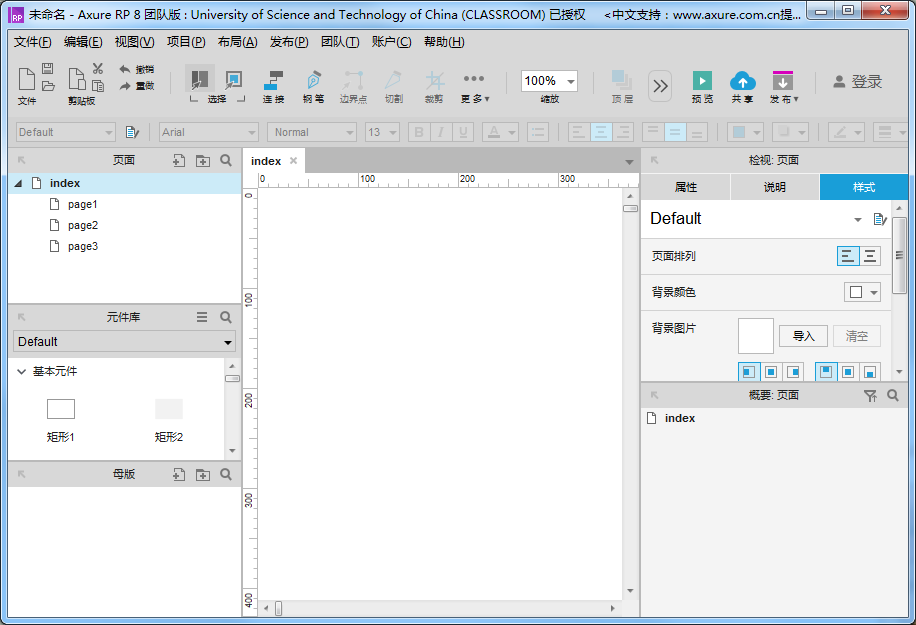 未命名 - Axure RP 8 团队版 : University of Science and Technology of China (CLASSROOM) 已授权 <中文支持：www.axure.com.cn提...
文件(F) 编辑(E) 视图(V) 项目(P) 布局(A) 发布(P) 团队(T) 账户(C) 帮助(H)
撤销
重做
100%
登录
文件 剪贴板 选择 连接 钢笔 边界点 切割 裁剪 更多 缩放 顶层 预览 共享 发布
Default Arial Normal 13 B I U A
页面
index
page1
page2
page3
元件库
Default
基本元件
矩形1 矩形2
母版
index
0 100 200 300
0
100
200
300
400
检视: 页面
属性 说明 样式
Default
页面排列
背景颜色
背景图片 导入 清空
概要: 页面
index